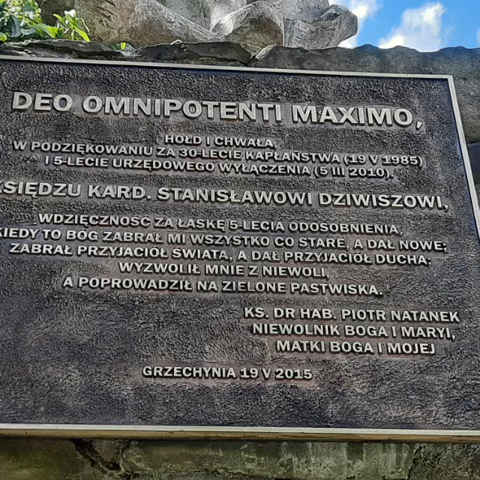 DEO OMNIPOTENTI MAXIMO,
HOŁD I CHWAŁA,
W PODZIĘKOWANIU ZA 30-LECIE KAPŁAŃSTWA (19 V 1985)
I 5-LECIE URZĘDOWEGO WYŁĄCZENIA (5 III 2010),
KSIĘDZU KARD. STANISŁAWOWI DZIWISZOWI,
WDZIĘCZNOŚĆ ZA ŁASKĘ 5-LECIA ODOSOBNIENIA,
KIEDY TO BÓG ZABRAŁ MI WSZYSTKO CO STARE, A DAŁ NOWE;
ZABRAŁ PRZYJACIÓŁ ŚWIATA, A DAŁ PRZYJACIÓŁ DUCHA;
WYZWOLIŁ MNIE Z NIEWOLI,
A POPROWADZIŁ NA ZIELONE PASTWISKA.
KS. DR HAB. PIOTR NATANEK
NIEWOLNIK BOGA I MARYI,
MATKI BOGA I MOJEJ
GRZECHYNIA 19 V 2015